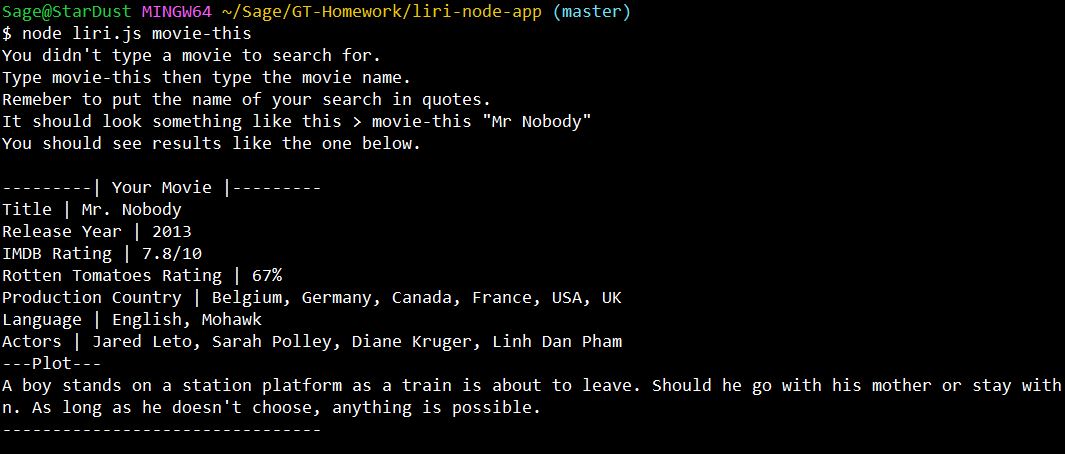 Sage@StarDust MINGW64 ~/Sage/GT-Homework/liri-node-app (master)
$ node liri.js movie-this
You didn't type a movie to search for.
Type movie-this then type the movie name.
Remeber to put the name of your search in quotes.
It should look something like this > movie-this "Mr Nobody"
You should see results like the one below.

---------| Your Movie |---------
Title | Mr. Nobody
Release Year | 2013
IMDB Rating | 7.8/10
Rotten Tomatoes Rating | 67%
Production Country | Belgium, Germany, Canada, France, USA, UK
Language | English, Mohawk
Actors | Jared Leto, Sarah Polley, Diane Kruger, Linh Dan Pham
---Plot---
A boy stands on a station platform as a train is about to leave. Should he go with his mother or stay with
n. As long as he doesn't choose, anything is possible.
--------------------------------